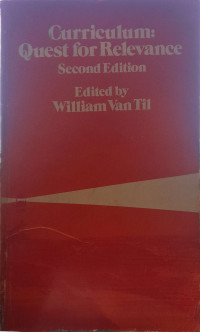 Curriculum:
Quest for Relevance
Second Edition
Edited by
William Van Til